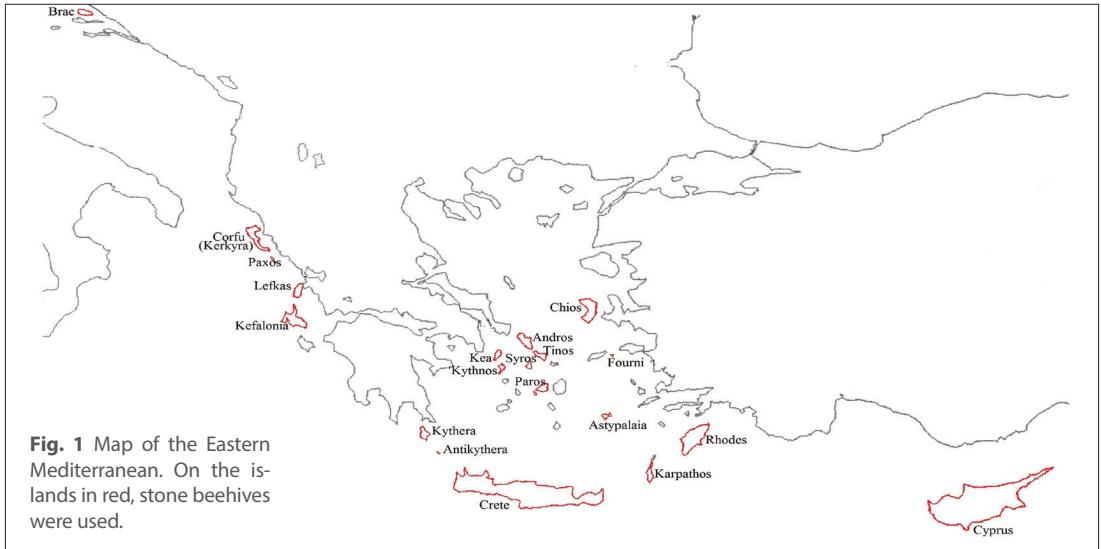 Brac
Corfu
(Kerkyra)
Paxos
Lefkas
Kefalonia
Chios
Andros
Tinos
Kea
Syros
Kythnos
Fourni
Paros
Astypalaia
Kythera
Antikythera
Rhodes
Karpathos
Crete
Cyprus
Fig. 1 Map of the Eastern
Mediterranean. On the is-
lands in red, stone beehives
were used.